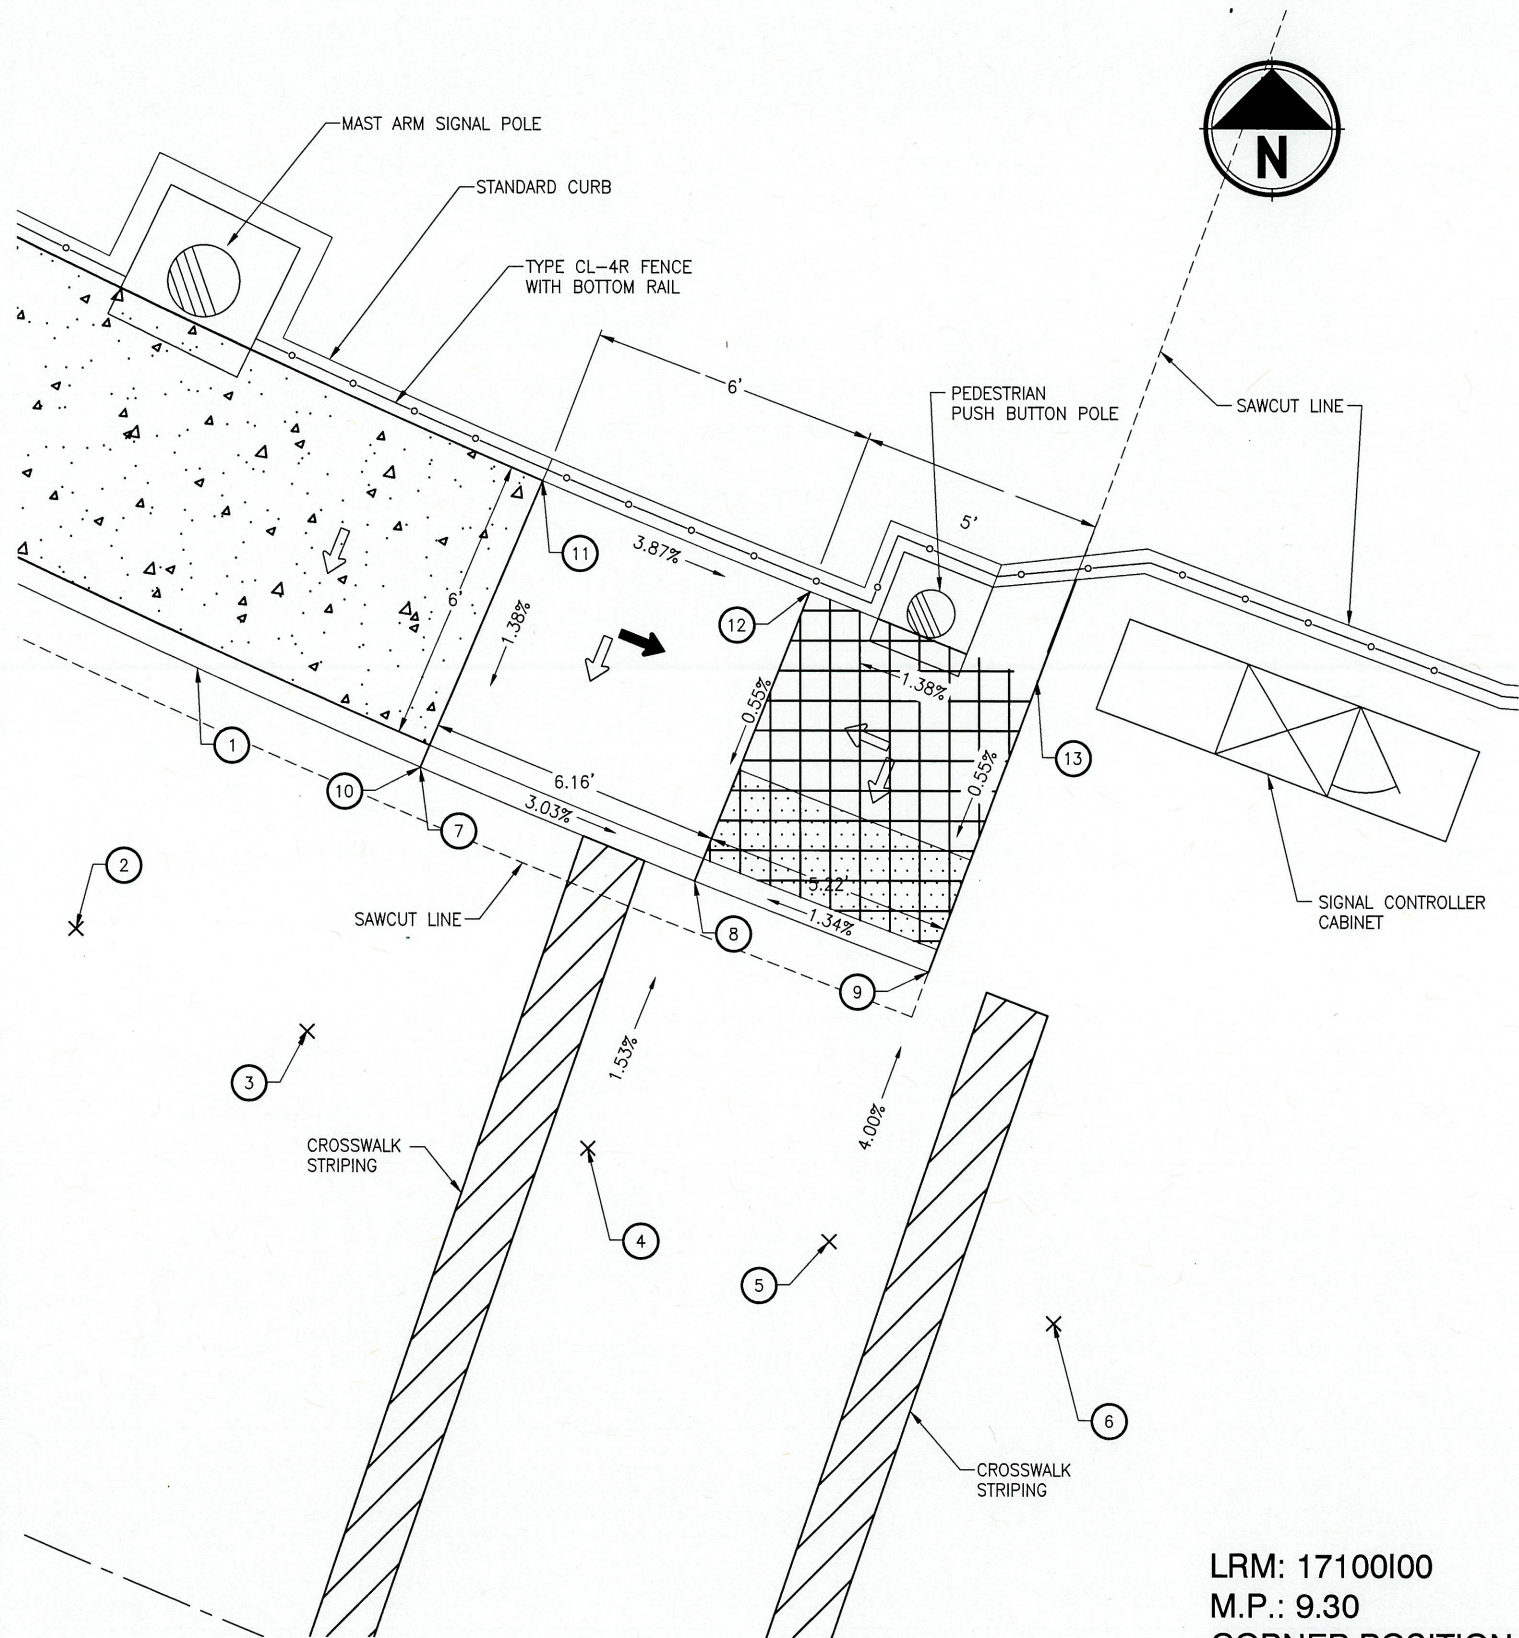 N
MAST ARM SIGNAL POLE
STANDARD CURB
TYPE CL-4R FENCE
WITH BOTTOM RAIL
6'
PEDESTRIAN
PUSH BUTTON POLE
SAWCUT LINE
5'
3.87%
11
6'
1.38%
12
1.38%
0.55%
0.55%
13
1
10
6.16'
3.03%
7
2
SAWCUT LINE
5.22'
1.34%
8
9
SIGNAL CONTROLLER
CABINET
1.53%
3
4.00%
CROSSWALK
STRIPING
4
5
6
CROSSWALK
STRIPING
LRM: 17100I00
M.P.: 9.30
CORNER POSITION